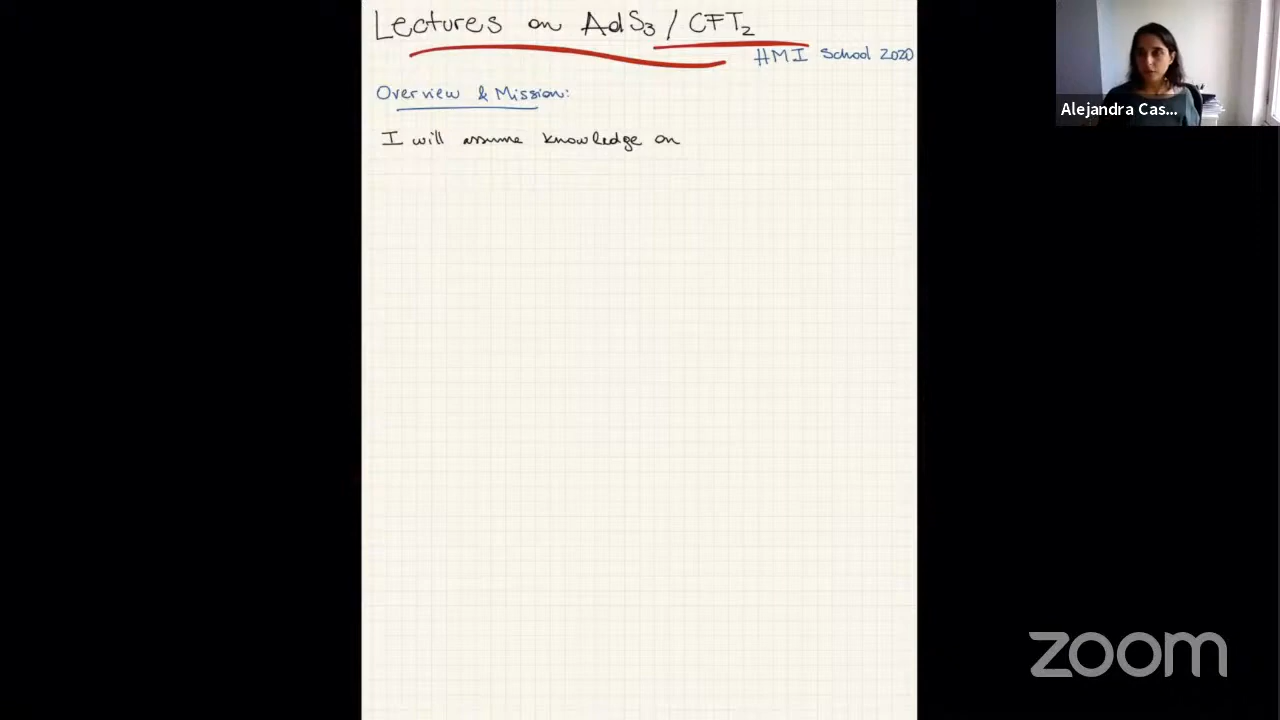 Lectures on AdS₃ / CFT₂
HMI School 2020
Overview & Mission:
I will assume knowledge on
Alejandra Cas...
zoom